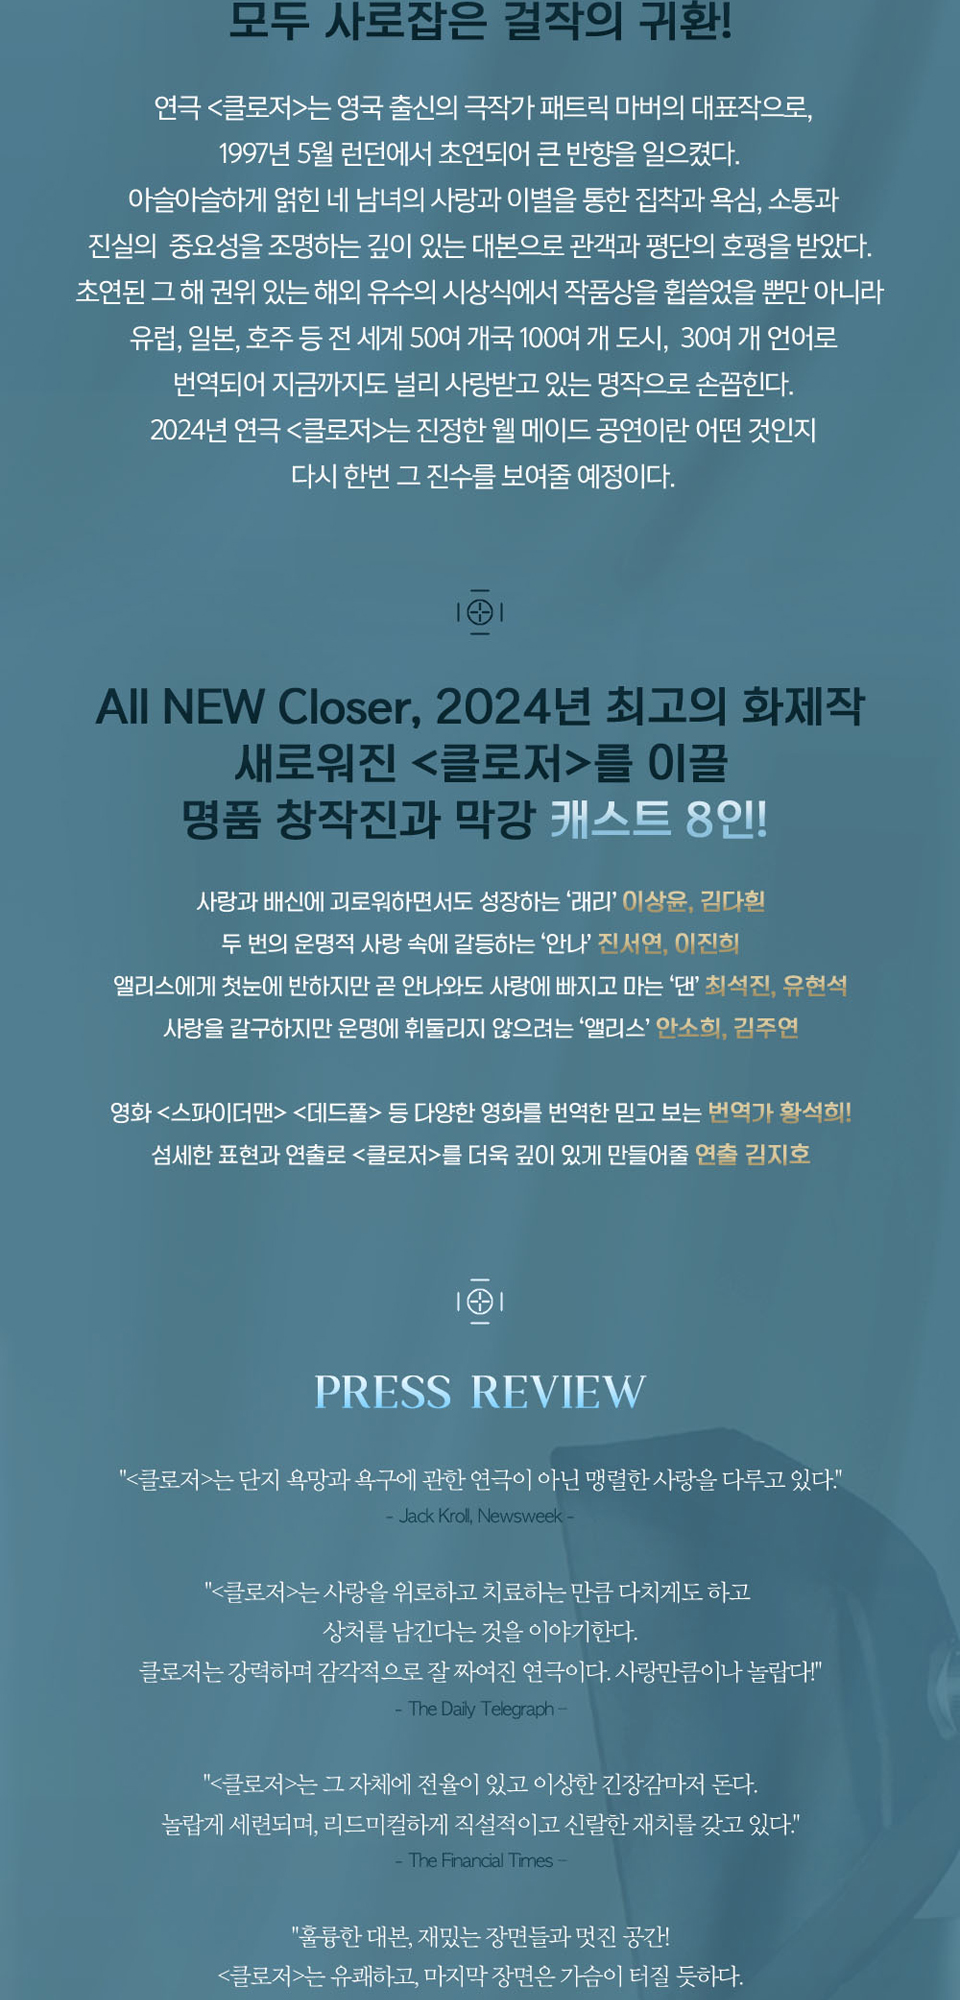 모두 사로잡은 걸작의 귀환!
연극 <클로저>는 영국 출신의 극작가 패트릭 마버의 대표작으로,
1997년 5월 런던에서 초연되어 큰 반향을 일으켰다.
아슬아슬하게 얽힌 네 남녀의 사랑과 이별을 통한 집착과 욕심, 소통과
진실의 중요성을 조명하는 깊이 있는 대본으로 관객과 평단의 호평을 받았다.
초연된 그 해 권위 있는 해외 유수의 시상식에서 작품상을 휩쓸었을 뿐만 아니라
유럽, 일본, 호주 등 전 세계 50여 개국 100여 개 도시, 30여 개 언어로
번역되어 지금까지도 널리 사랑받고 있는 명작으로 손꼽힌다.
2024년 연극 <클로저>는 진정한 웰 메이드 공연이란 어떤 것인지
다시 한번 그 진수를 보여줄 예정이다.
All NEW Closer, 2024년 최고의 화제작
새로워진 <클로저>를 이끌
명품 창작진과 막강 캐스트 8인!
사랑과 배신에 괴로워하면서도 성장하는 ‘래리’ 이상윤, 김다흰
두 번의 운명적 사랑 속에 갈등하는 ‘안나’ 진서연, 이진희
앨리스에게 첫눈에 반하지만 곧 안나와도 사랑에 빠지고 마는 ‘댄’ 최석진, 유현석
사랑을 갈구하지만 운명에 휘둘리지 않으려는 ‘앨리스’ 안소희, 김주연
영화 <스파이더맨> <데드풀> 등 다양한 영화를 번역한 믿고 보는 번역가 황석희!
섬세한 표현과 연출로 <클로저>를 더욱 깊이 있게 만들어줄 연출 김지호
PRESS REVIEW
"<클로저>는 단지 욕망과 욕구에 관한 연극이 아닌 맹렬한 사랑을 다루고 있다."
- Jack Kroll, Newsweek -
"<클로저>는 사랑을 위로하고 치료하는 만큼 다치게도 하고
상처를 남긴다는 것을 이야기한다.
클로저는 강력하며 감각적으로 잘 짜여진 연극이다. 사랑만큼이나 놀랍다!"
- The Daily Telegraph -
"<클로저>는 그 자체에 전율이 있고 이상한 긴장감마저 돈다.
놀랍게 세련되며, 리드미컬하게 직설적이고 신랄한 재치를 갖고 있다."
- The Financial Times -
"훌륭한 대본, 재밌는 장면들과 멋진 공간!
<클로저>는 유쾌하고, 마지막 장면은 가슴이 터질 듯하다.